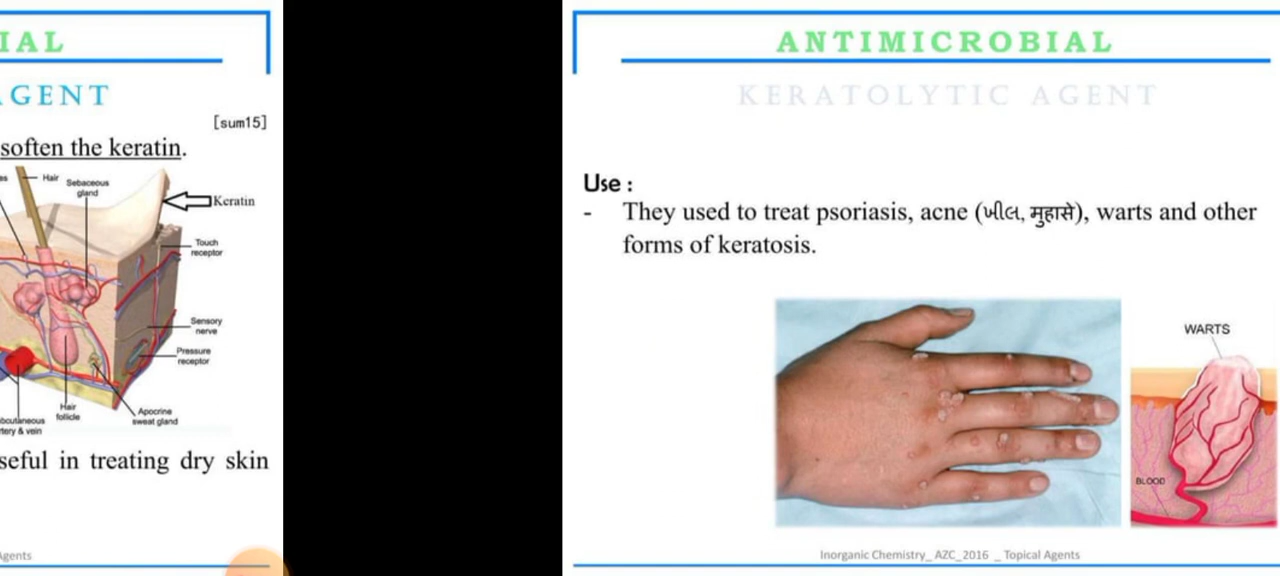 IAL
AGENT
[sum15]
soften the keratin.
Hair
Sebaceous
gland
Keratin
Touch
receptor
Sensory
nerve
Pressure
receptor
Hair
follicle
Apocrine
sweat gland
bcutaneous
tery & vein
seful in treating dry skin
Agents
ANTIMICROBIAL
KERATOLYTIC AGENT
Use :
- They used to treat psoriasis, acne (ખીલ, मुहासे), warts and other
forms of keratosis.
WARTS
BLOOD
Inorganic Chemistry_ AZC_2016 _ Topical Agents